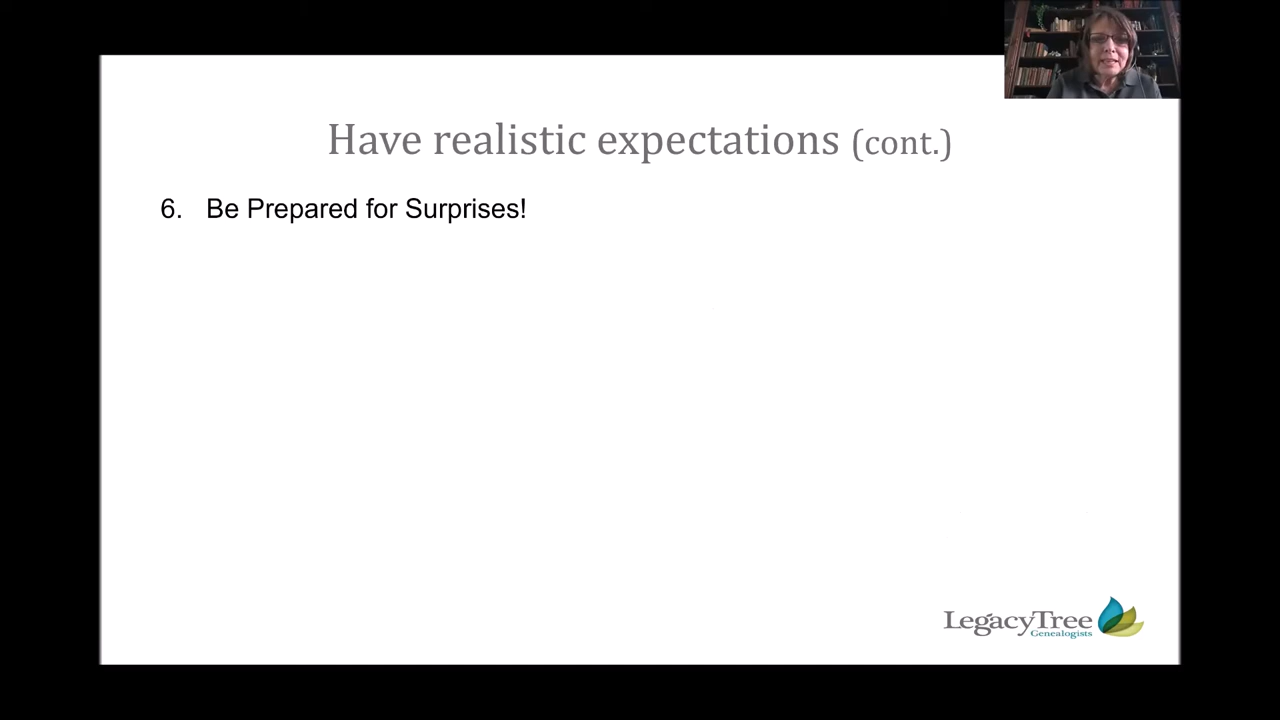 Have realistic expectations (cont.)
6. Be Prepared for Surprises!
LegacyTree
Genealogists